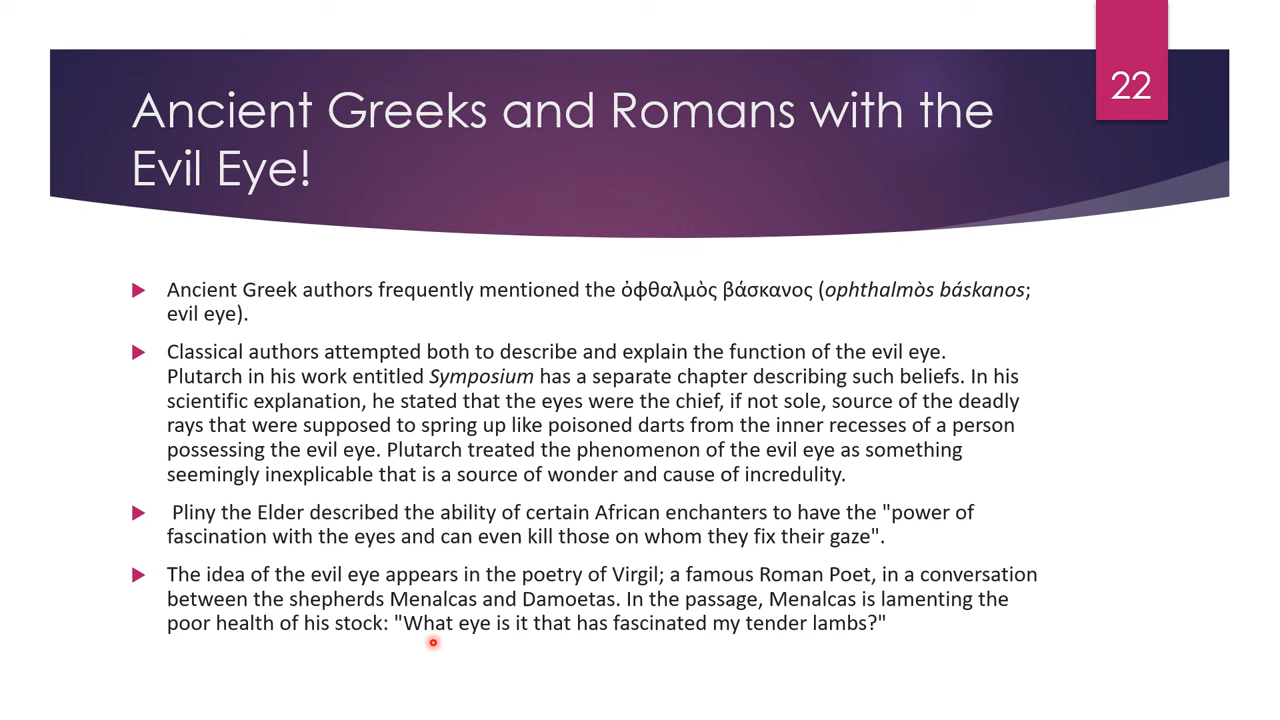 22
Ancient Greeks and Romans with the
Evil Eye!
Ancient Greek authors frequently mentioned the ὀφθαλμὸς βάσκανος (ophthalmòs báskanos;
evil eye).
Classical authors attempted both to describe and explain the function of the evil eye.
Plutarch in his work entitled Symposium has a separate chapter describing such beliefs. In his
scientific explanation, he stated that the eyes were the chief, if not sole, source of the deadly
rays that were supposed to spring up like poisoned darts from the inner recesses of a person
possessing the evil eye. Plutarch treated the phenomenon of the evil eye as something
seemingly inexplicable that is a source of wonder and cause of incredulity.
Pliny the Elder described the ability of certain African enchanters to have the "power of
fascination with the eyes and can even kill those on whom they fix their gaze".
The idea of the evil eye appears in the poetry of Virgil; a famous Roman Poet, in a conversation
between the shepherds Menalcas and Damoetas. In the passage, Menalcas is lamenting the
poor health of his stock: "What eye is it that has fascinated my tender lambs?"